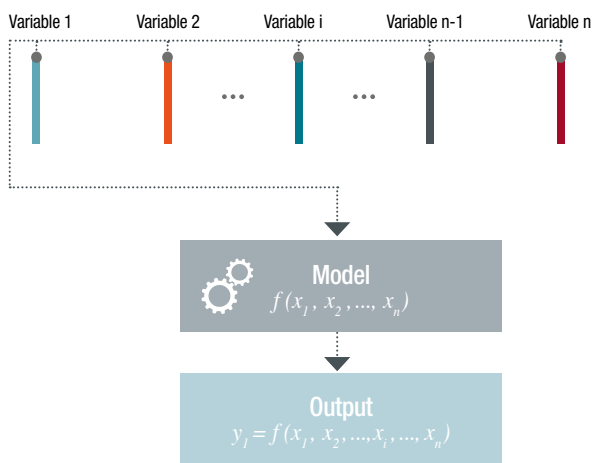 Variable 1 Variable 2 Variable i Variable n-1 Variable n
... ...
Model
f(x₁, x₂,..., xₙ)
Output
y₁=f(x₁, x₂,...,xᵢ,..., xₙ)